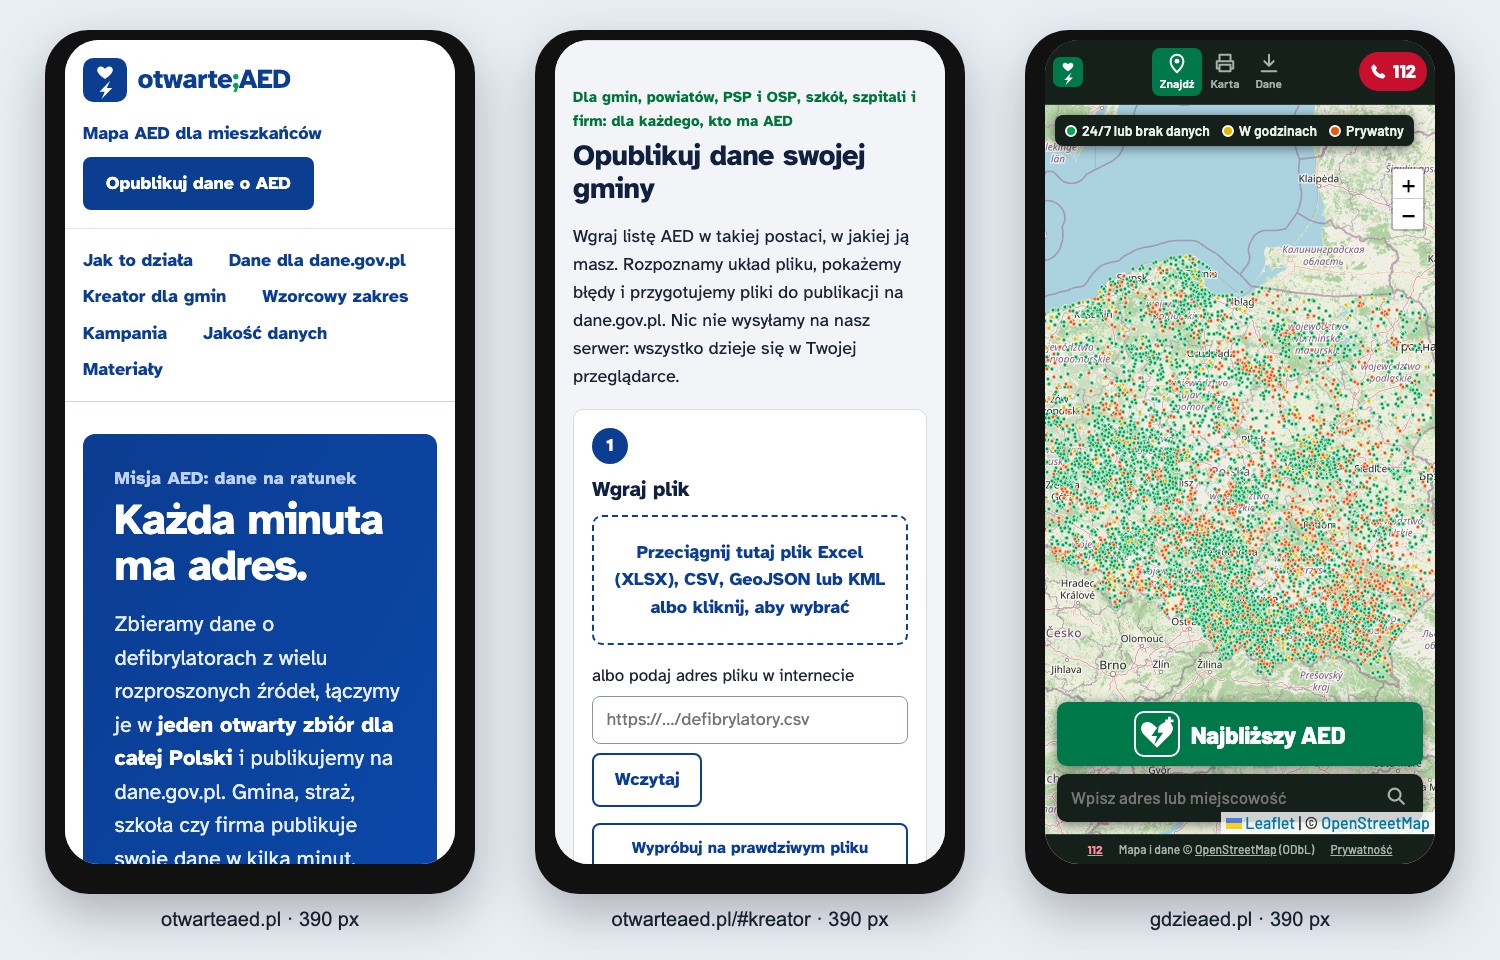 otwarte;AED
Mapa AED dla mieszkańców
Opublikuj dane o AED
Jak to działa Dane dla dane.gov.pl
Kreator dla gmin Wzorcowy zakres
Kampania Jakość danych
Materiały
Misja AED: dane na ratunek
Każda minuta
ma adres.
Zbieramy dane o
defibrylatorach z wielu
rozproszonych źródeł, łączymy
je w jeden otwarty zbiór dla
całej Polski i publikujemy na
dane.gov.pl. Gmina, straż,
szkoła czy firma publikuje
swoje dane w kilka minut.
otwarteaed.pl · 390 px
Dla gmin, powiatów, PSP i OSP, szkół, szpitali i
firm: dla każdego, kto ma AED
Opublikuj dane swojej
gminy
Wgraj listę AED w takiej postaci, w jakiej ją
masz. Rozpoznamy układ pliku, pokażemy
błędy i przygotujemy pliki do publikacji na
dane.gov.pl. Nic nie wysyłamy na nasz
serwer: wszystko dzieje się w Twojej
przeglądarce.
1
Wgraj plik
Przeciągnij tutaj plik Excel
(XLSX), CSV, GeoJSON lub KML
albo kliknij, aby wybrać
albo podaj adres pliku w internecie
https://.../defibrylatory.csv
Wczytaj
Wypróbuj na prawdziwym pliku
otwarteaed.pl/#kreator · 390 px
Znajdź Karta Dane
112
24/7 lub brak danych W godzinach Prywatny
Klaipėda
+
−
Калининградская
область
Hradec
Králové
Česko
Olomouc
Jihlava
Brno
Zlín
Žilina
Prešovský
kraj
Najbliższy AED
Győr
Wpisz adres lub miejscowość
Leaflet | © OpenStreetMap
112 Mapa i dane © OpenStreetMap (ODbL) Prywatność
gdzieaed.pl · 390 px